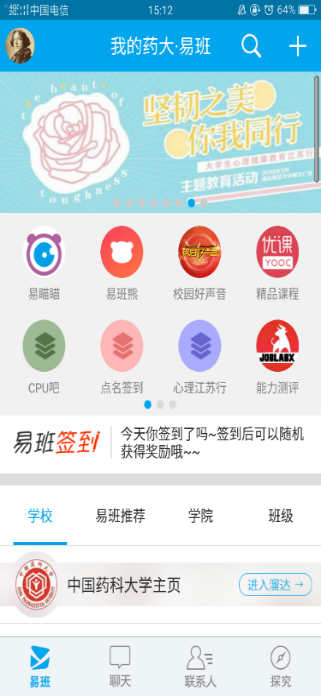 中国电信
15:12
64%
我的药大·易班
the beauty of
toughness
坚韧之美
你我同行
大学生心理健康教育江苏行
主题教育活动
易瞄瞄
易班熊
校园好声音
优课
YOOC
精品课程
CPU吧
点名签到
心理江苏行
JOBLABX
能力测评
易班签到
今天你签到了吗~签到后可以随机
获得奖励哦~~
学校
易班推荐
学院
班级
中国药科大学主页
进入溜达 →
易班
聊天
联系人
探究